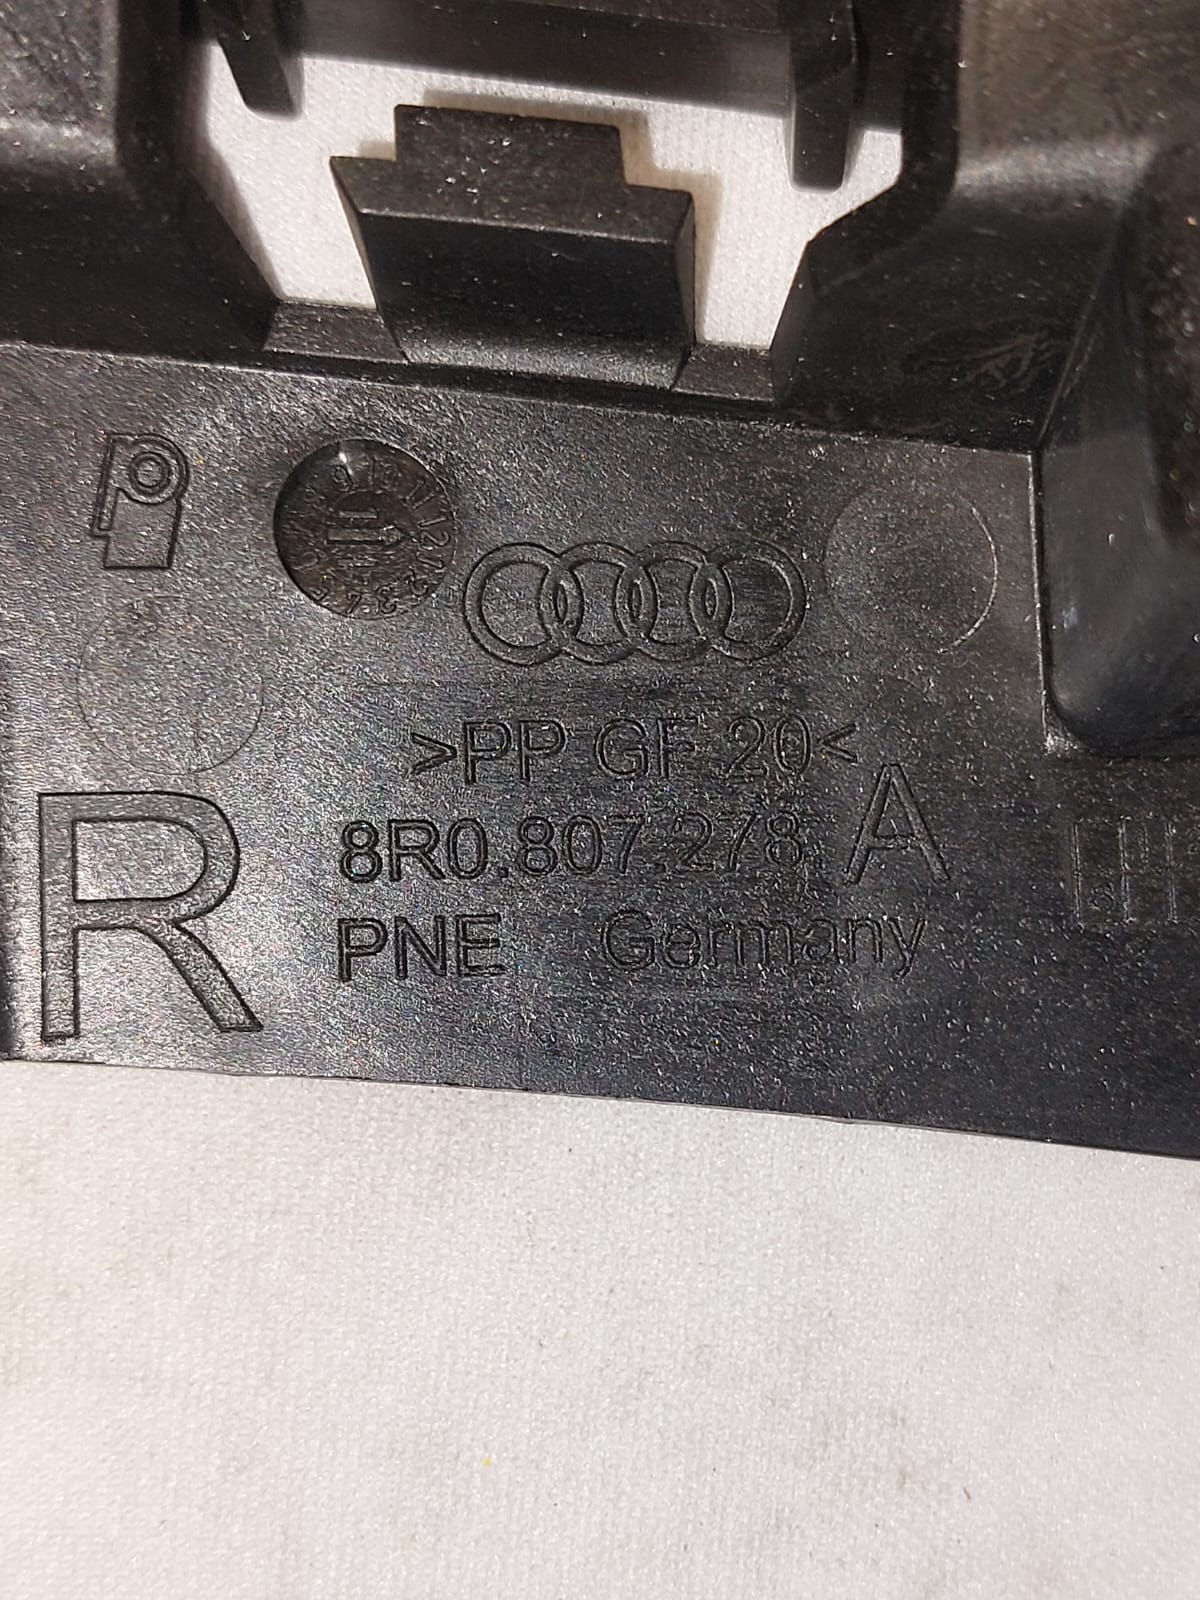 >PP GF 20<
8R0.807.278 A
PNE Germany
R